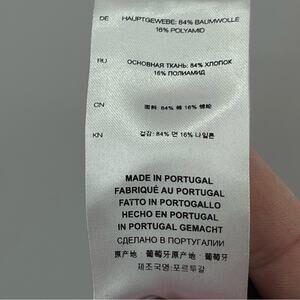 DE HAUPTGEWEBE: 84% BAUMWOLLE
16% POLYAMID
RU ОСНОВНАЯ ТКАНЬ: 84% ХЛОПОК
16% ПОЛИАМИД
CN 面料: 84% 棉 16% 锦纶
KN 겉감: 84% 면 16% 나일론
MADE IN PORTUGAL
FABRIQUÉ AU PORTUGAL
FATTO IN PORTOGALLO
HECHO EN PORTUGAL
IN PORTUGAL GEMACHT
СДЕЛАНО В ПОРТУГАЛИИ
原产地: 葡萄牙原产地: 葡萄牙
제조국명:포르투갈